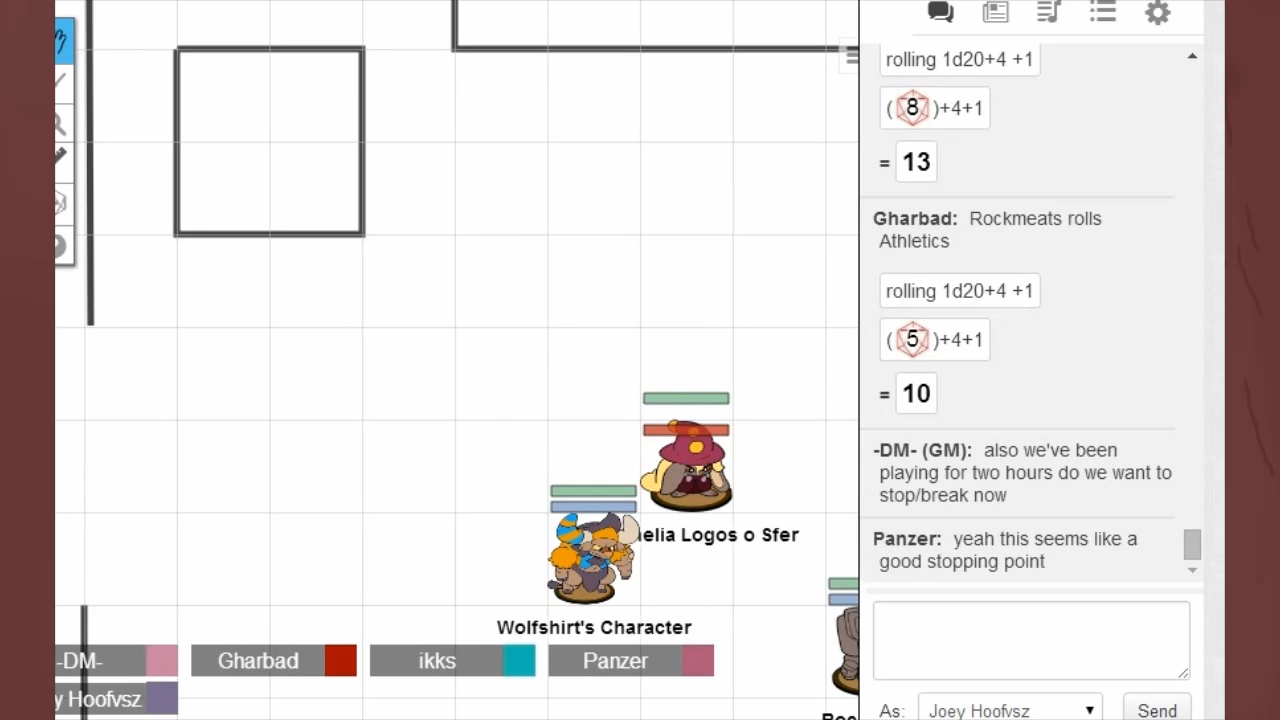 rolling 1d20+4 +1
(8)+4+1
= 13
Gharbad: Rockmeats rolls
Athletics
rolling 1d20+4 +1
(5)+4+1
= 10
-DM- (GM): also we've been
playing for two hours do we want to
stop/break now
Panzer: yeah this seems like a
good stopping point
elia Logos o Sfer
Wolfshirt's Character
-DM-
Gharbad
ikks
Panzer
y Hoofvsz
As: Joey Hoofvsz
Send